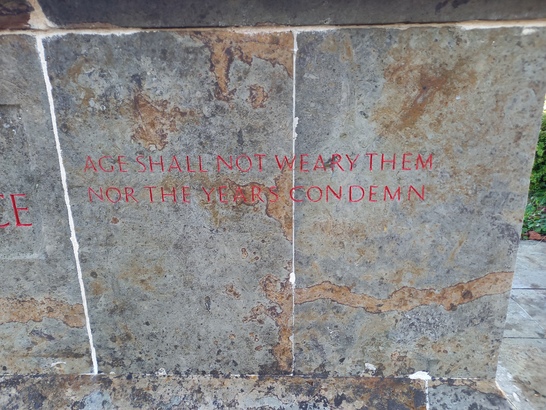 AGE SHALL NOT WEARY THEM
NOR THE YEARS CONDEMN